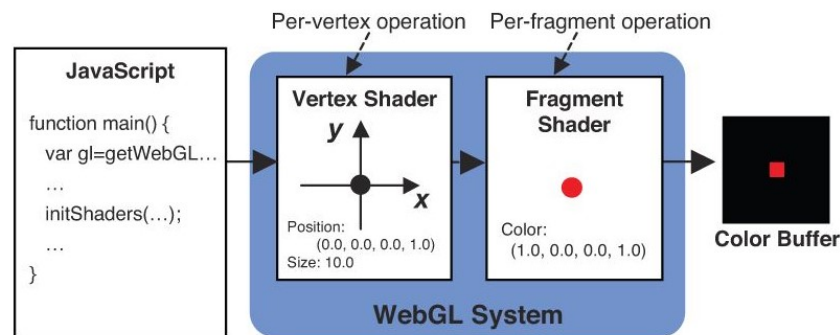 Per-vertex operation
Per-fragment operation
JavaScript
function main() {
var gl=getWebGL…
…
initShaders(…);
…
}
Vertex Shader
y
x
Position:
(0.0, 0.0, 0.0, 1.0)
Size: 10.0
Fragment
Shader
Color:
(1.0, 0.0, 0.0, 1.0)
Color Buffer
WebGL System